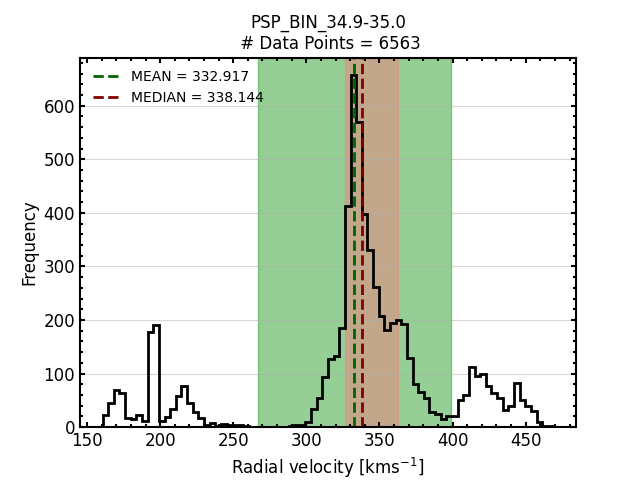 PSP_BIN_34.9-35.0
# Data Points = 6563
MEAN = 332.917
MEDIAN = 338.144
600
500
400
300
200
100
0
Frequency
150 200 250 300 350 400 450
Radial velocity [kms⁻¹]